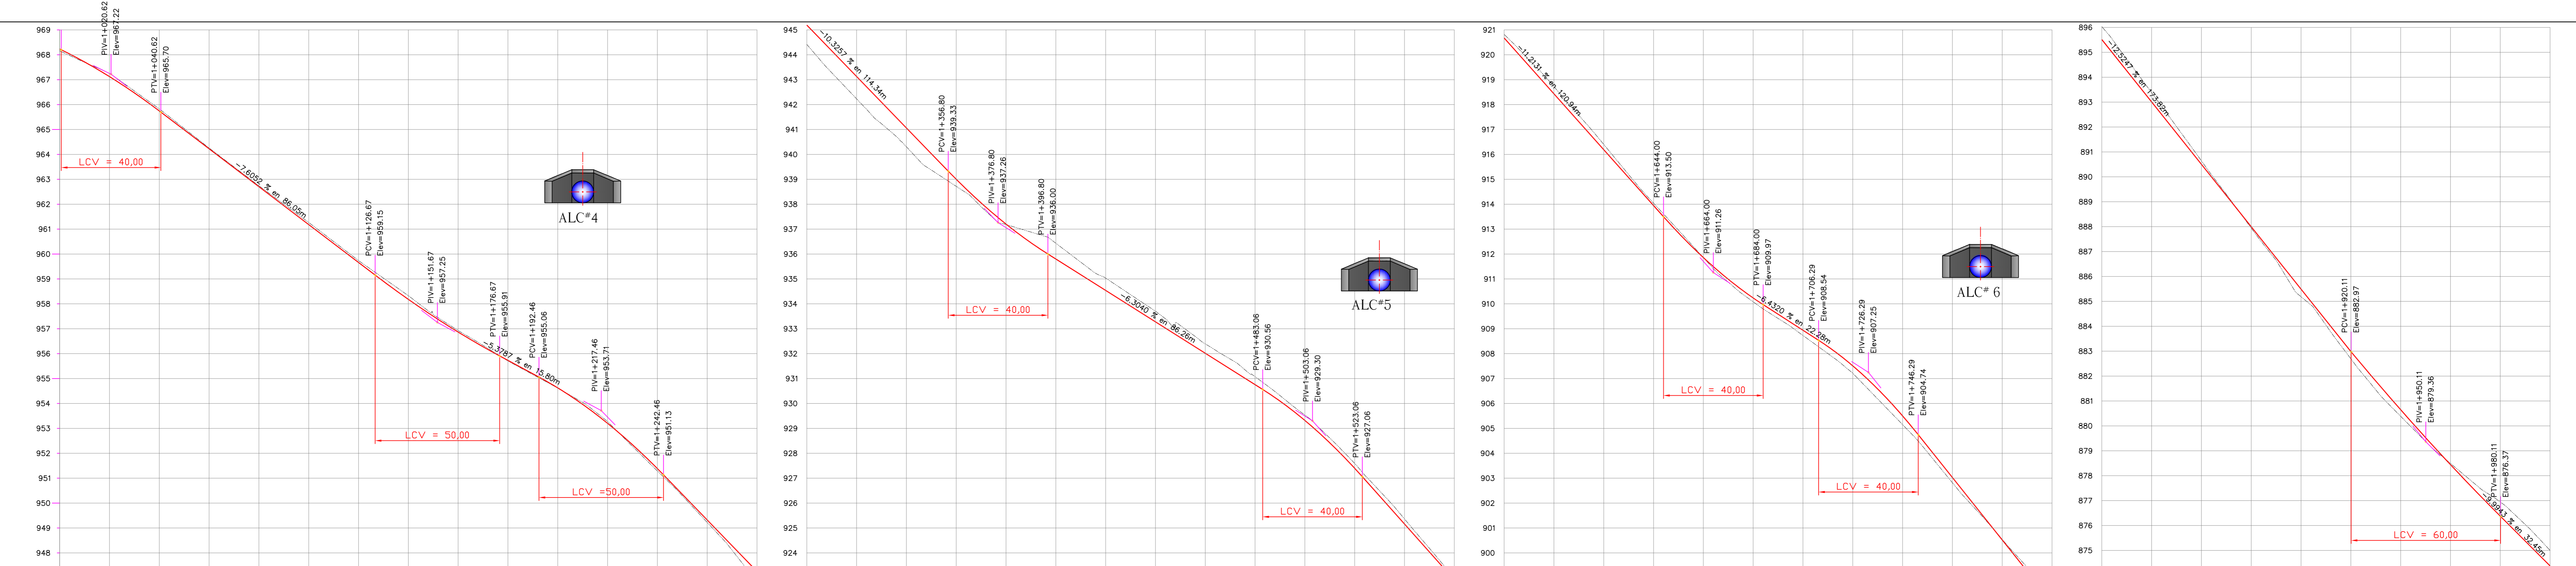 969
968
967
966
965
964
963
962
961
960
959
958
957
956
955
954
953
952
951
950
949
948
PIV=1+020.62
Elev=967.22
PTV=1+040.62
Elev=965.70
LCV = 40,00
-7.6052 % en 86.05m
PCV=1+126.67
Elev=959.15
PIV=1+151.67
Elev=957.25
PTV=1+176.67
Elev=955.91
LCV = 50,00
-5.3787 % en 15.80m
PCV=1+192.46
Elev=955.06
PIV=1+217.46
Elev=953.71
PTV=1+242.46
Elev=951.13
LCV =50,00
ALC#4
945
944
943
942
941
940
939
938
937
936
935
934
933
932
931
930
929
928
927
926
925
924
-10.3257 % en 114.34m
PCV=1+356.80
Elev=939.33
PIV=1+376.80
Elev=937.26
PTV=1+396.80
Elev=936.00
LCV = 40,00
-6.3040 % en 86.26m
PCV=1+483.06
Elev=930.56
PIV=1+503.06
Elev=929.30
PTV=1+523.06
Elev=927.06
LCV = 40,00
ALC#5
921
920
919
918
917
916
915
914
913
912
911
910
909
908
907
906
905
904
903
902
901
900
-11.2131 % en 120.94m
PCV=1+644.00
Elev=913.50
PIV=1+664.00
Elev=911.26
PTV=1+684.00
Elev=909.97
LCV = 40,00
-6.4320 % en 22.28m
PCV=1+706.29
Elev=908.54
PIV=1+726.29
Elev=907.25
PTV=1+746.29
Elev=904.74
LCV = 40,00
ALC# 6
896
895
894
893
892
891
890
889
888
887
886
885
884
883
882
881
880
879
878
877
876
875
-12.5247 % en 173.82m
PCV=1+920.11
Elev=882.97
PIV=1+950.11
Elev=879.36
PTV=1+980.11
Elev=876.37
LCV = 60,00
% en 32.45m